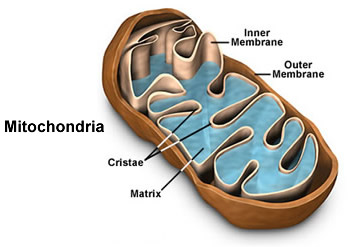 Inner
Membrane
Outer
Membrane
Mitochondria
Cristae
Matrix